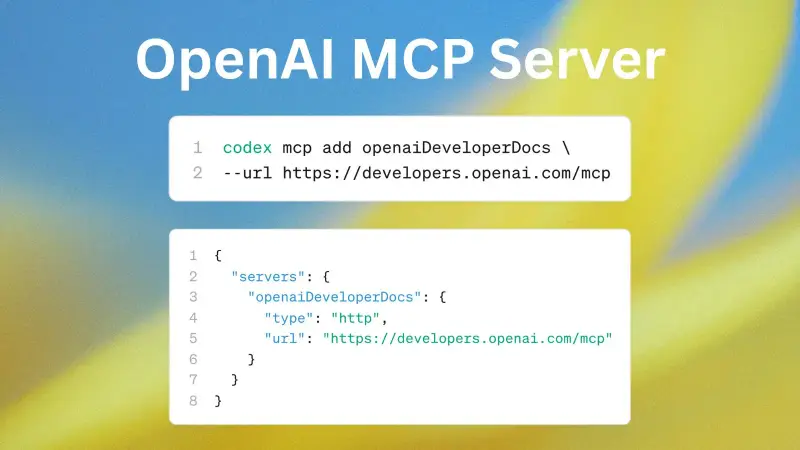 OpenAI MCP Server
1 codex mcp add openaiDeveloperDocs \
2 --url https://developers.openai.com/mcp
1 {
2   "servers": {
3     "openaiDeveloperDocs": {
4       "type": "http",
5       "url": "https://developers.openai.com/mcp"
6     }
7   }
8 }